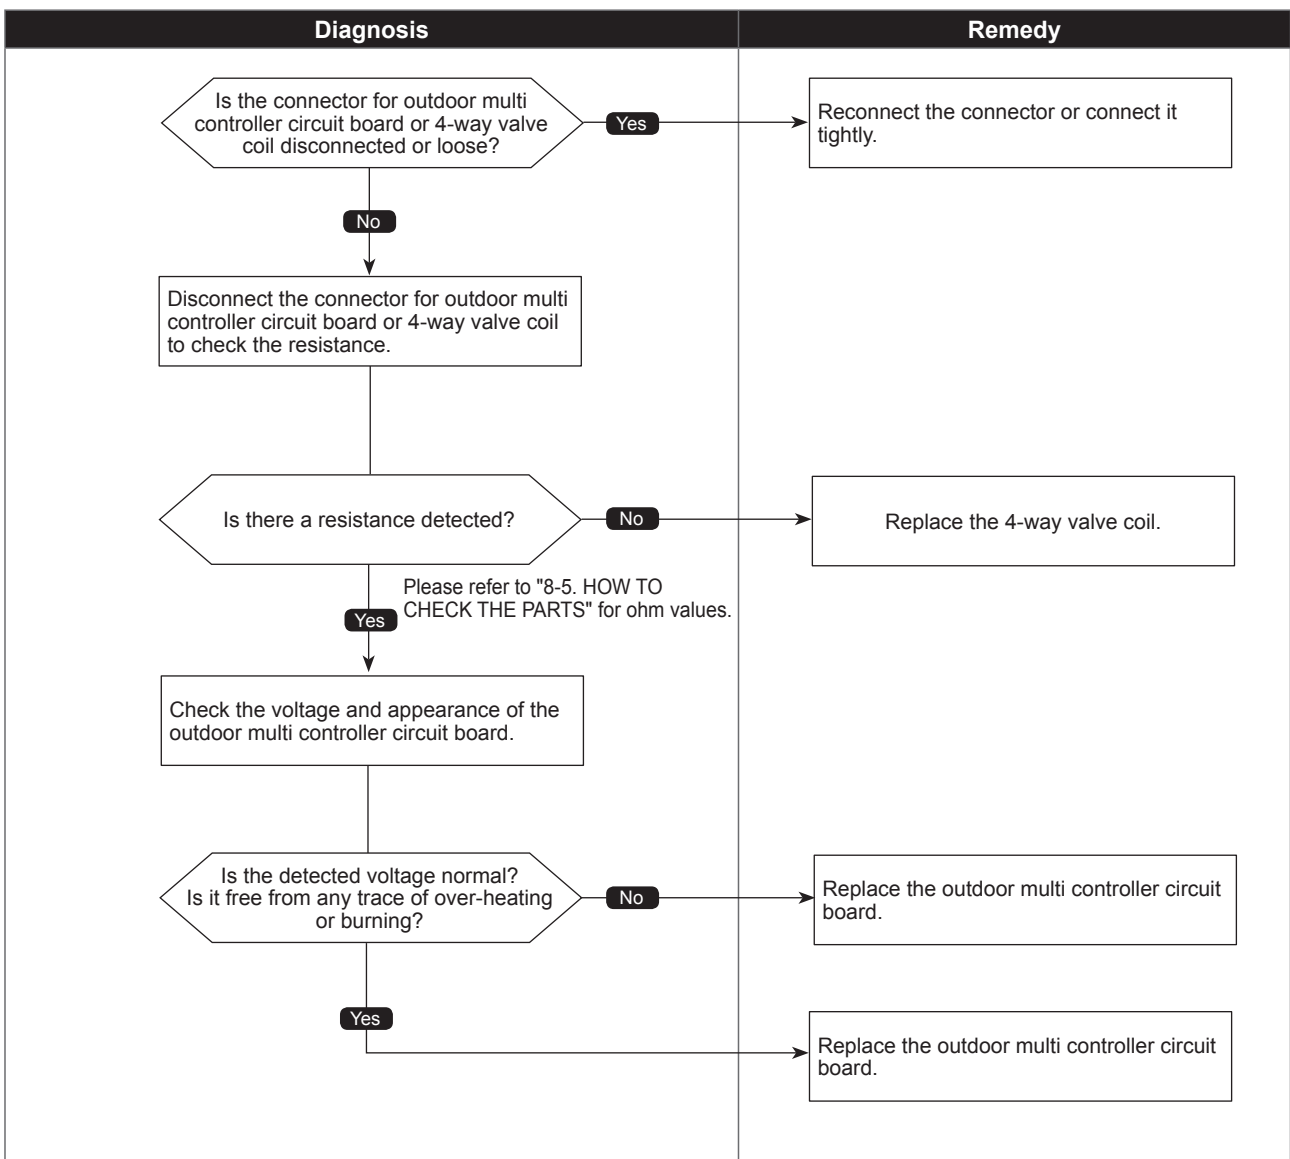 Diagnosis
Remedy
Is the connector for outdoor multi
controller circuit board or 4-way valve
coil disconnected or loose?
Yes
Reconnect the connector or connect it
tightly.
No
Disconnect the connector for outdoor multi
controller circuit board or 4-way valve coil
to check the resistance.
Is there a resistance detected?
No
Replace the 4-way valve coil.
Please refer to "8-5. HOW TO
CHECK THE PARTS" for ohm values.
Yes
Check the voltage and appearance of the
outdoor multi controller circuit board.
Is the detected voltage normal?
Is it free from any trace of over-heating
or burning?
No
Replace the outdoor multi controller circuit
board.
Yes
Replace the outdoor multi controller circuit
board.